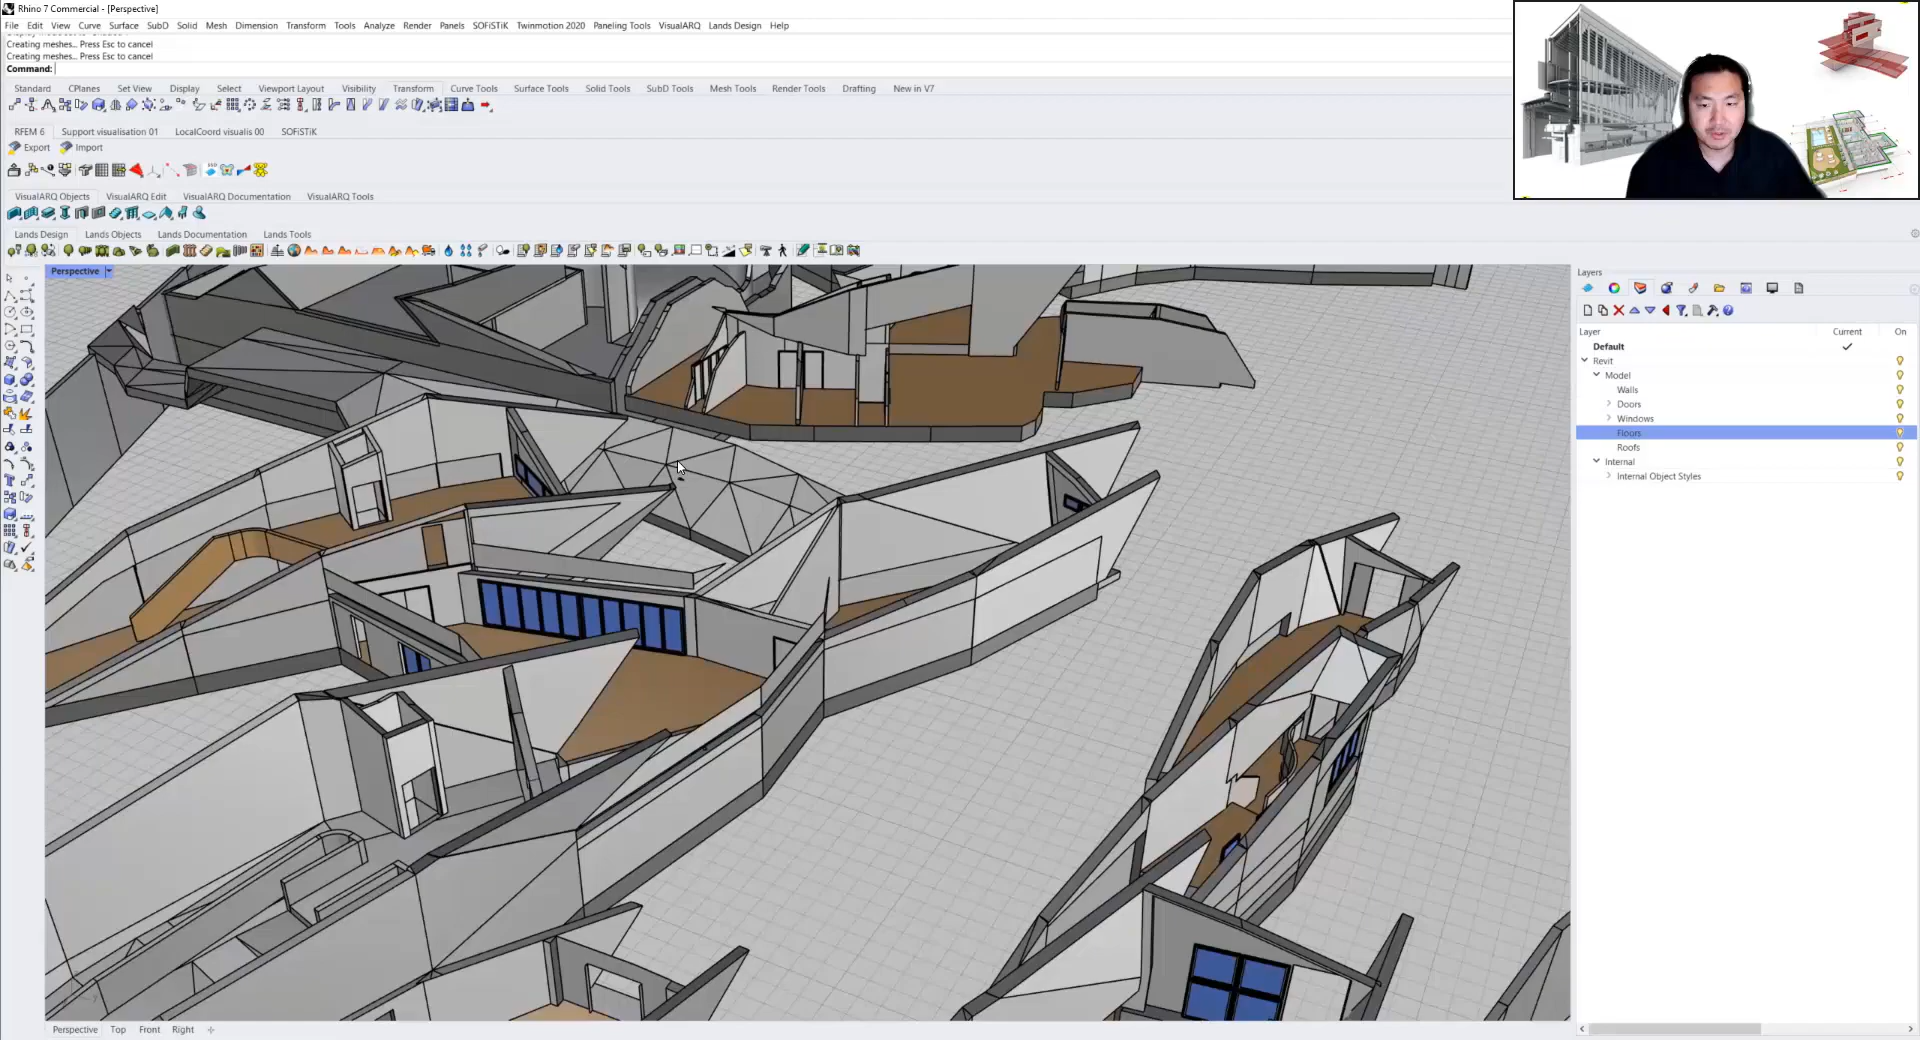 Rhino 7 Commercial - [Perspective]
File Edit View Curve Surface SubD Solid Mesh Dimension Transform Tools Analyze Render Panels SOFiSTiK Twinmotion 2020 Paneling Tools VisualARQ Lands Design Help
Creating meshes... Press Esc to cancel
Creating meshes... Press Esc to cancel
Command:
Standard CPlanes Set View Display Select Viewport Layout Visibility Transform Curve Tools Surface Tools Solid Tools SubD Tools Mesh Tools Render Tools Drafting New in V7
RFEM 6 Support visualisation 01 LocalCoord visualis 00 SOFiSTiK
Export Import
VisualARQ Objects VisualARQ Edit VisualARQ Documentation VisualARQ Tools
Lands Design Lands Objects Lands Documentation Lands Tools
Perspective
Layers
Layer Current On
Default
Revit
Model
Walls
Doors
Windows
Floors
Roofs
Internal
Internal Object Styles
Perspective Top Front Right